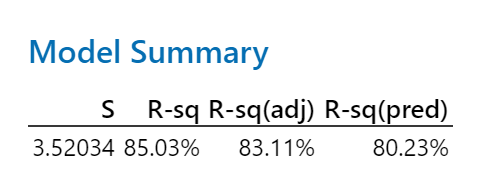 Model Summary
S R-sq R-sq(adj) R-sq(pred)
3.52034 85.03% 83.11% 80.23%